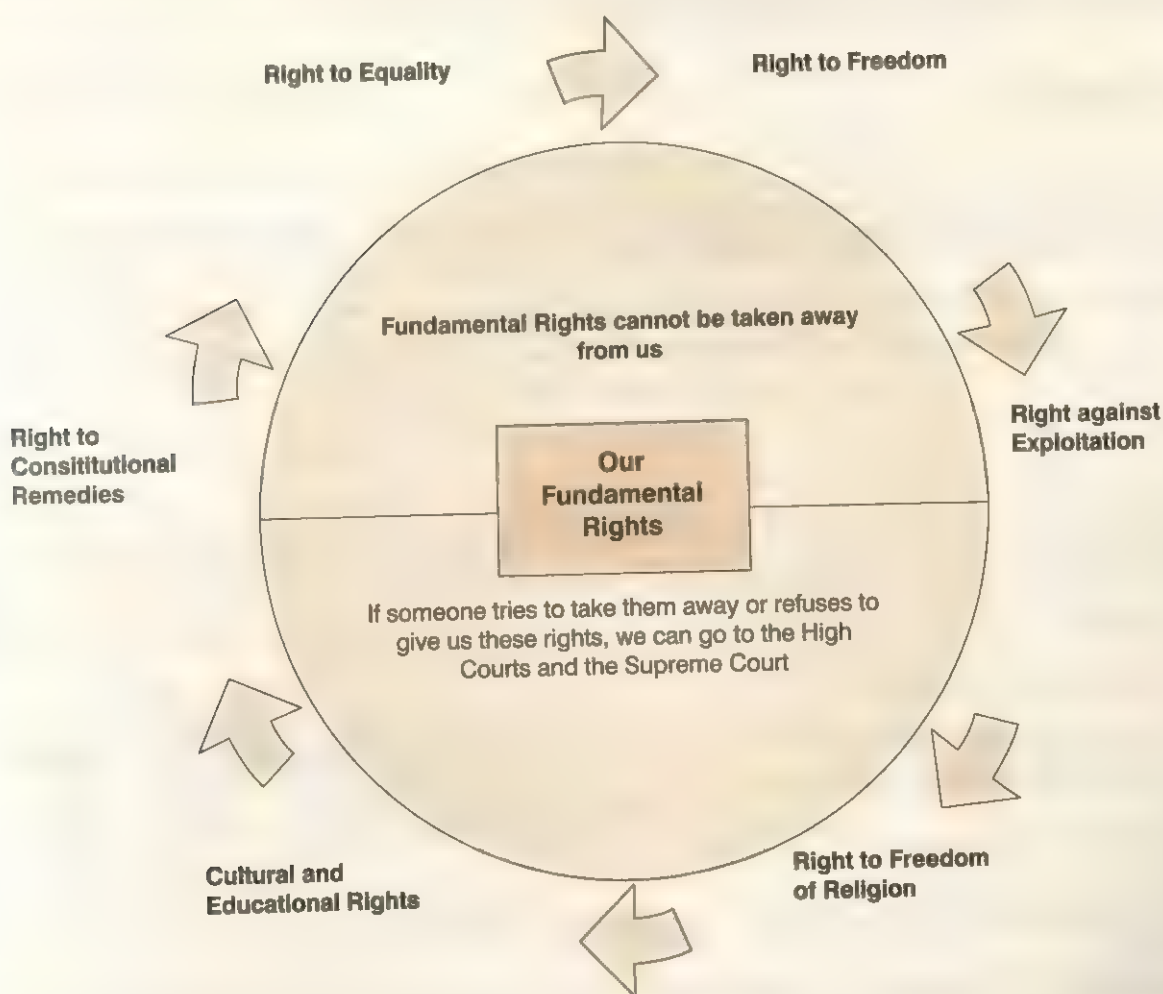 Right to Equality
Right to Freedom
Fundamental Rights cannot be taken away
from us
Right against
Exploitation
Right to
Consititutional
Remedies
Our
Fundamental
Rights
If someone tries to take them away or refuses to
give us these rights, we can go to the High
Courts and the Supreme Court
Right to Freedom
of Religion
Cultural and
Educational Rights